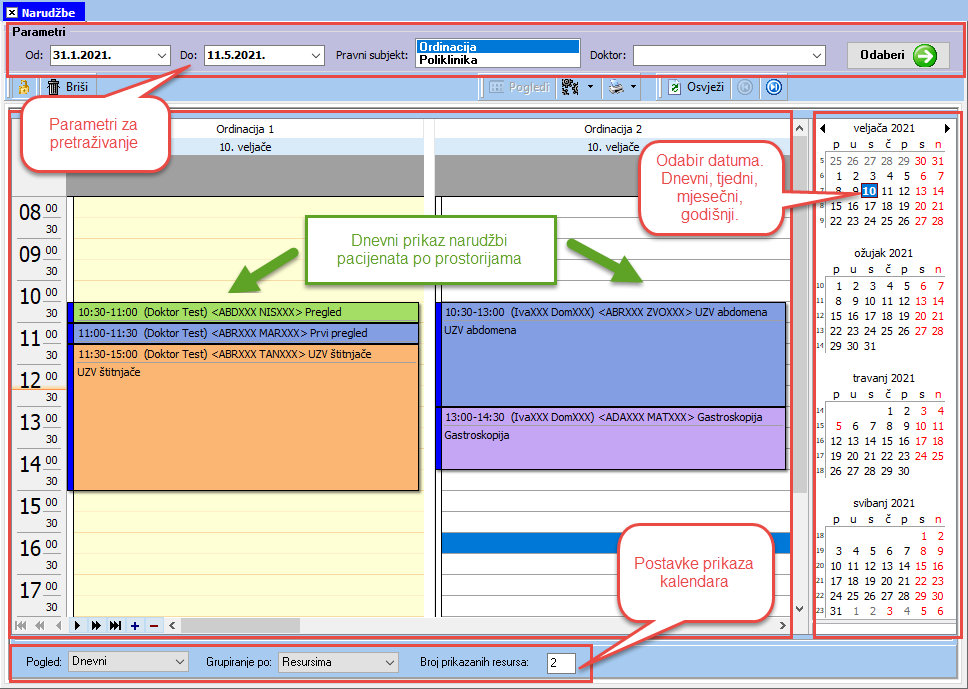 Narudžbe
Parametri
Od: 31.1.2021. Do: 11.5.2021. Pravni subjekt: Ordinacija Doktor: Odaberi
Poliklinika
Briši Pogledi Osvježi
Parametri za
pretraživanje
Ordinacija 1 Ordinacija 2
10. veljače 10. veljače
Odabir datuma.
Dnevni, tjedni,
mjesečni,
godišnji.
Dnevni prikaz narudžbi
pacijenata po prostorijama
08 00
30
09 00
30
10 00
30
11 00
30
12 00
30
13 00
30
14 00
30
15 00
30
16 00
30
17 00
30
10:30-11:00 (Doktor Test) <ABDXXX NISXXX> Pregled
11:00-11:30 (Doktor Test) <ABRXXX MARXXX> Prvi pregled
11:30-15:00 (Doktor Test) <ABRXXX TANXXX> UZV štitnjače
UZV štitnjače
10:30-13:00 (IvaXXX DomXXX) <ABRXXX ZVOXXX> UZV abdomena
UZV abdomena
13:00-14:30 (IvaXXX DomXXX) <ADAXXX MATXXX> Gastroskopija
Gastroskopija
veljača 2021
p u s č p s n
5 25 26 27 28 29 30 31
6 1 2 3 4 5 6 7
7 8 9 10 11 12 13 14
15 16 17 18 19 20 21
9 22 23 24 25 26 27 28
ožujak 2021
p u s č p s n
10 1 2 3 4 5 6 7
11 8 9 10 11 12 13 14
12 15 16 17 18 19 20 21
13 22 23 24 25 26 27 28
14 29 30 31
travanj 2021
p u s č p s n
14 1 2 3 4
15 5 6 7 8 9 10 11
16 12 13 14 15 16 17 18
17 19 20 21 22 23 24 25
18 26 27 28 29 30
svibanj 2021
p u s č p s n
18 1 2
19 3 4 5 6 7 8 9
20 10 11 12 13 14 15 16
21 17 18 19 20 21 22 23
22 24 25 26 27 28 29 30
23 31 1 2 3 4 5 6
Postavke prikaza
kalendara
Pogled: Dnevni Grupiranje po: Resursima Broj prikazanih resursa: 2